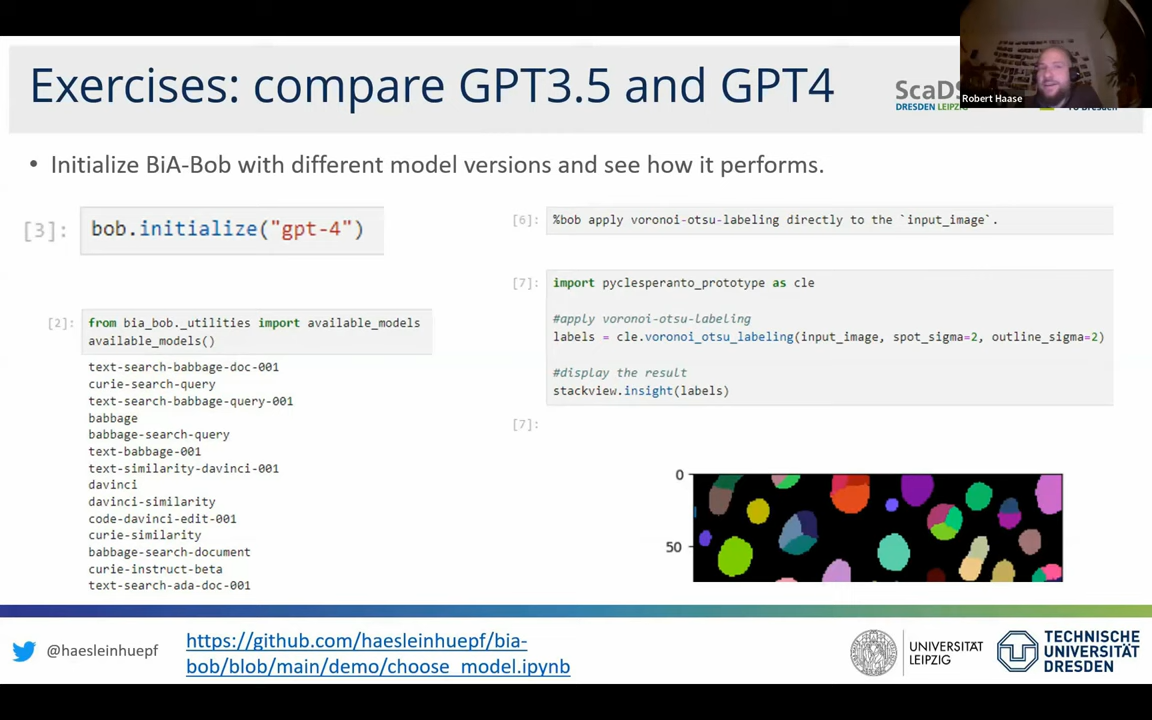 Exercises: compare GPT3.5 and GPT4
ScaDS
DRESDEN LEIPZIG
Robert Haase
• Initialize BiA-Bob with different model versions and see how it performs.
[3]: bob.initialize("gpt-4")
[2]: from bia_bob._utilities import available_models
available_models()
text-search-babbage-doc-001
curie-search-query
text-search-babbage-query-001
babbage
babbage-search-query
text-babbage-001
text-similarity-davinci-001
davinci
davinci-similarity
code-davinci-edit-001
curie-similarity
babbage-search-document
curie-instruct-beta
text-search-ada-doc-001
[6]: %bob apply voronoi-otsu-labeling directly to the `input_image`.
[7]: import pyclesperanto_prototype as cle
#apply voronoi-otsu-labeling
labels = cle.voronoi_otsu_labeling(input_image, spot_sigma=2, outline_sigma=2)
#display the result
stackview.insight(labels)
[7]:
0
50
@haesleinhuepf
https://github.com/haesleinhuepf/bia-
bob/blob/main/demo/choose_model.ipynb
UNIVERSITÄT
LEIPZIG
TECHNISCHE
UNIVERSITÄT
DRESDEN